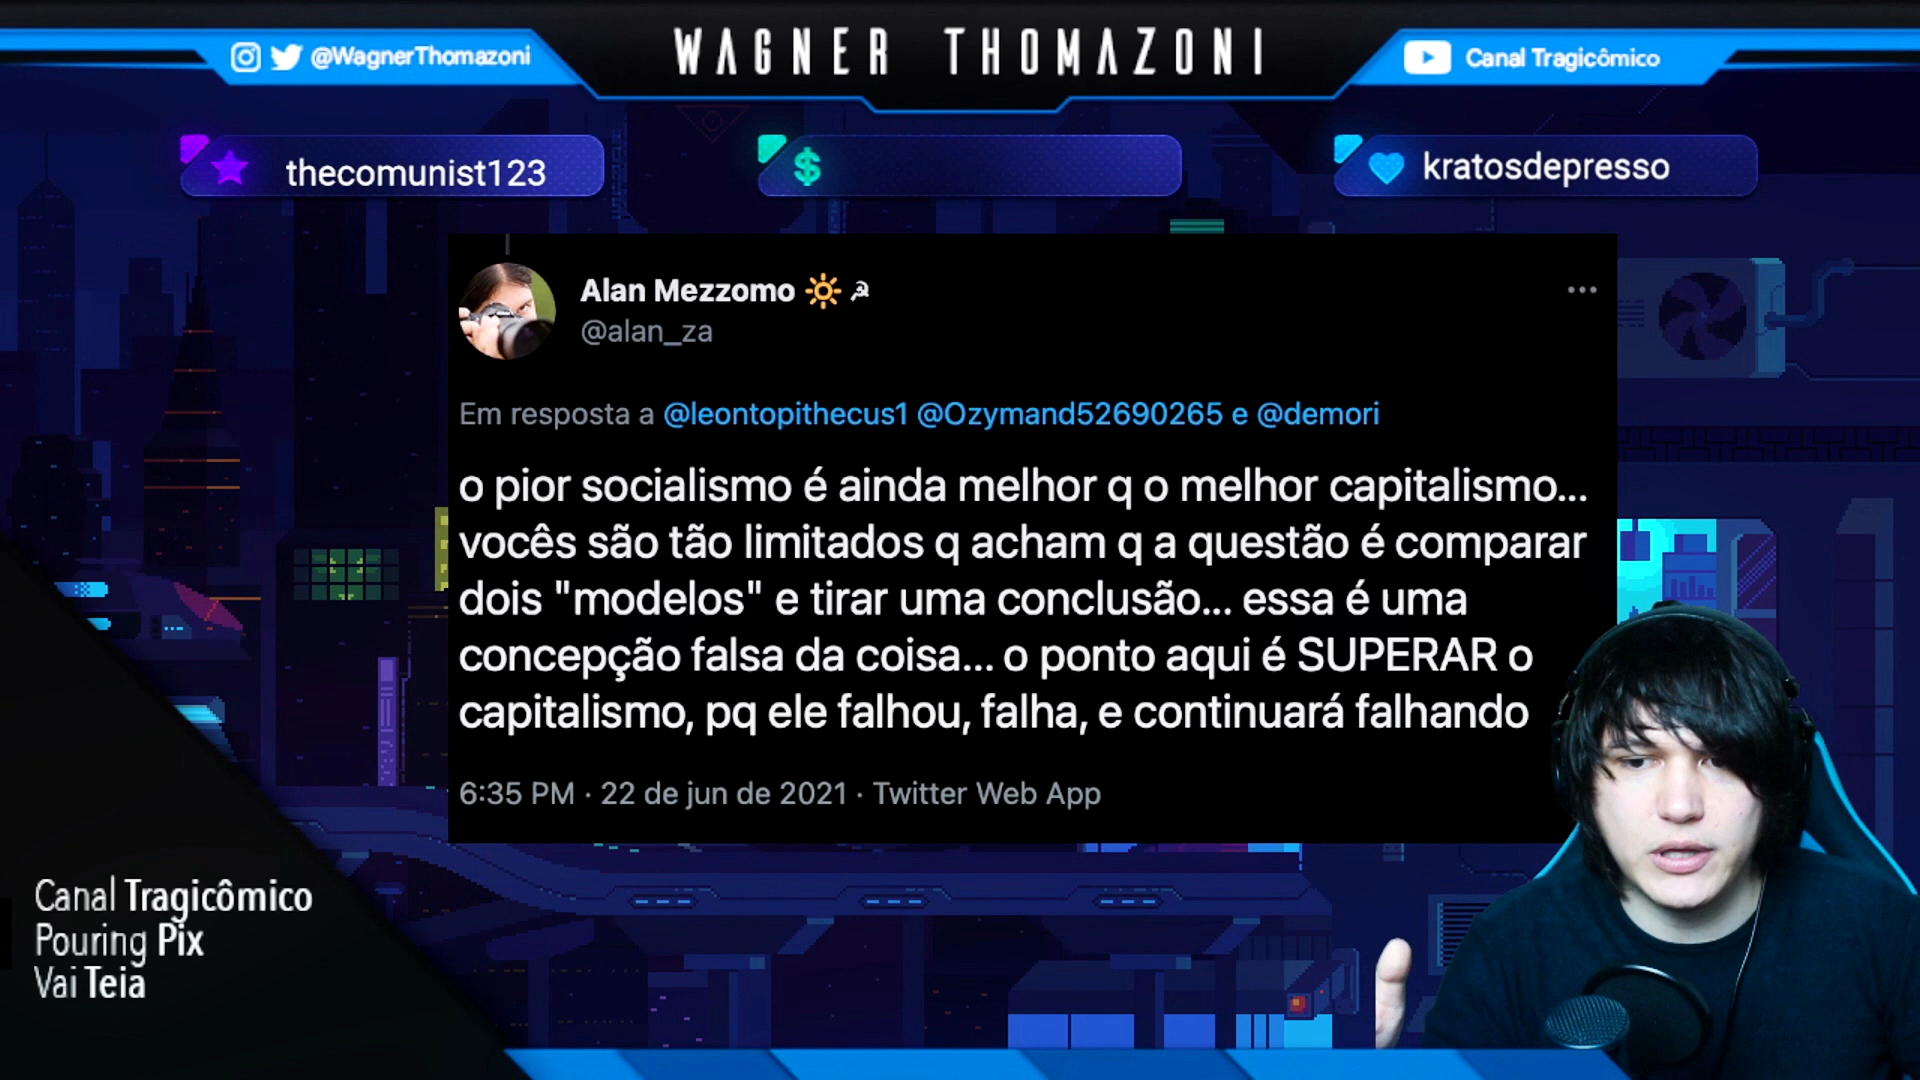 @WagnerThomazoni
WAGNER THOMAZONI
Canal Tragicômico
thecomunist123
$
kratosdepresso
Alan Mezzomo
@alan_za
Em resposta a @leontopithecus1 @Ozymand52690265 e @demori
o pior socialismo é ainda melhor q o melhor capitalismo...
vocês são tão limitados q acham q a questão é comparar
dois "modelos" e tirar uma conclusão... essa é uma
concepção falsa da coisa... o ponto aqui é SUPERAR o
capitalismo, pq ele falhou, falha, e continuará falhando
6:35 PM · 22 de jun de 2021 · Twitter Web App
Canal Tragicômico
Pouring Pix
Vai Teia